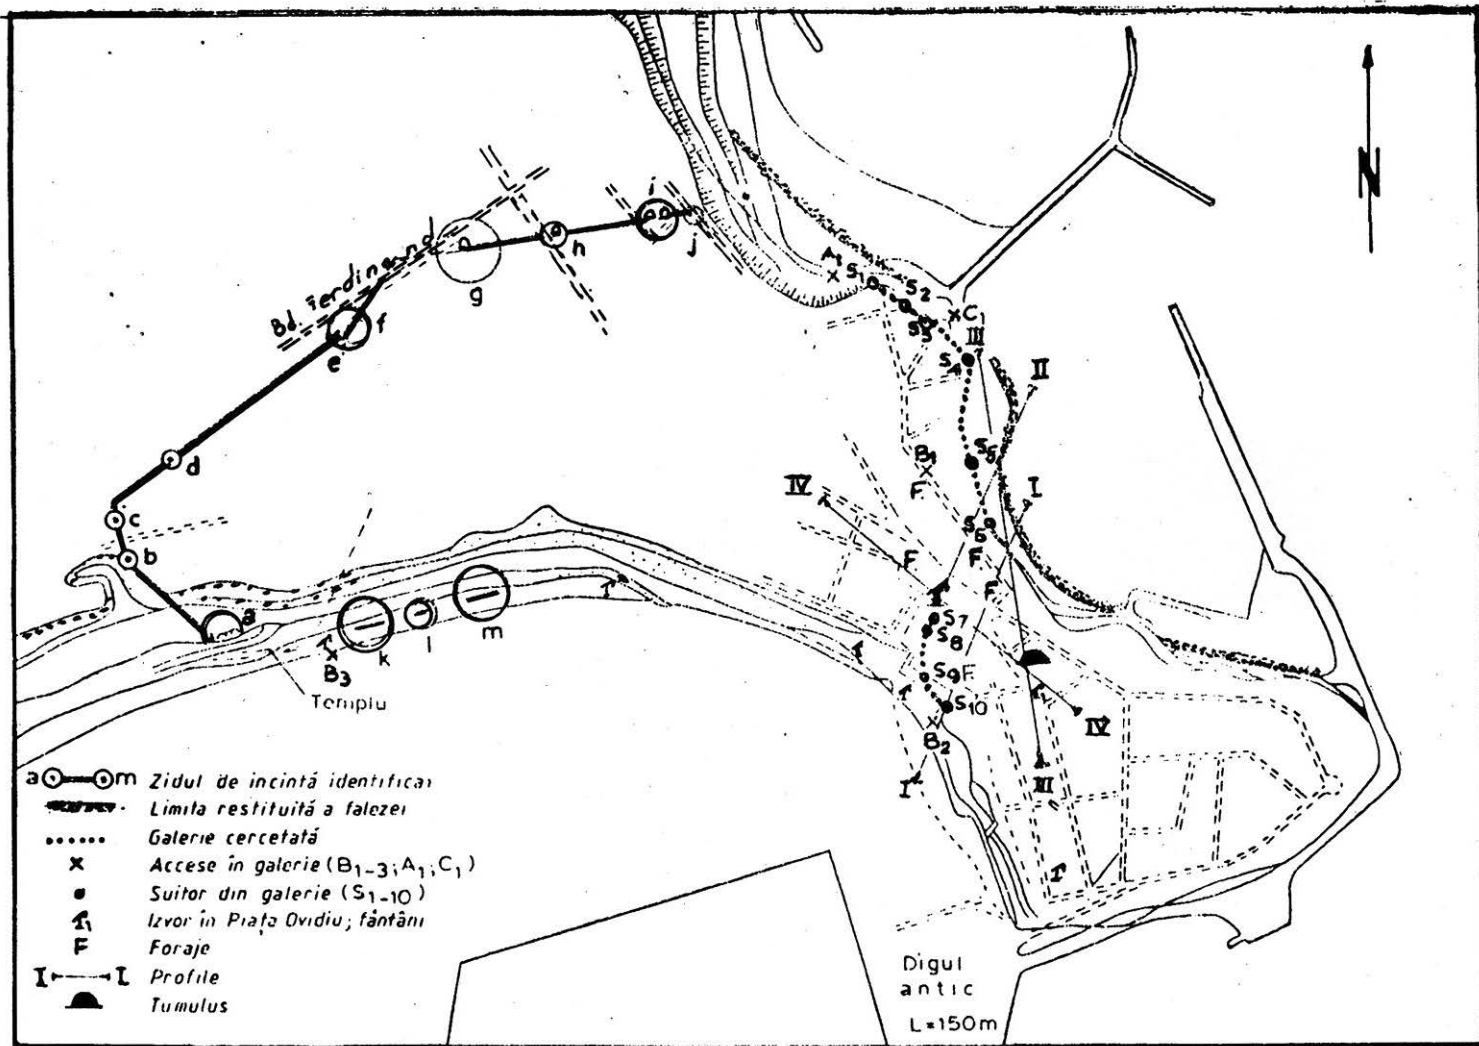 N
Bd. Ferdinand
a
b
c
d
e
f
g
h
i
j
k
l
m
A1
S1
S2
S3
C1
III
S4
II
B1
F
S5
I
IV
S6
F
F
F
II
S7
S8
S9
F
S10
B2
I
IV
III
B3
Templu
a m Zidul de incintă identificat
Limita restituită a falezei
Galerie cercetată
x Accese în galerie (B1-3; A1; C1)
Suitor din galerie (S1-10)
Izvor în Piața Ovidiu; fântâni
F Foraje
I I Profile
Tumulus
Digul
antic
L=150m